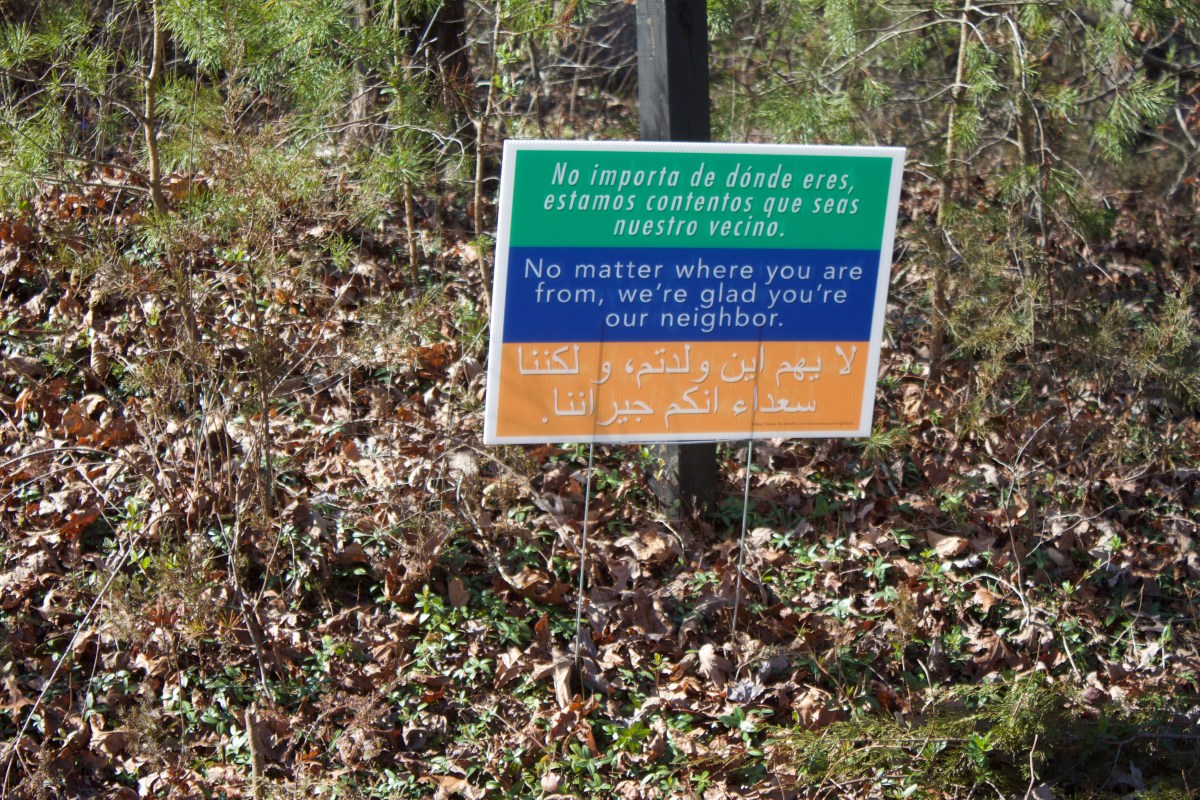 No importa de dónde eres,
estamos contentos que seas
nuestro vecino.
No matter where you are
from, we're glad you're
our neighbor.
لا يهم اين ولدتم، و لكننا
سعداء انكم جيراننا.